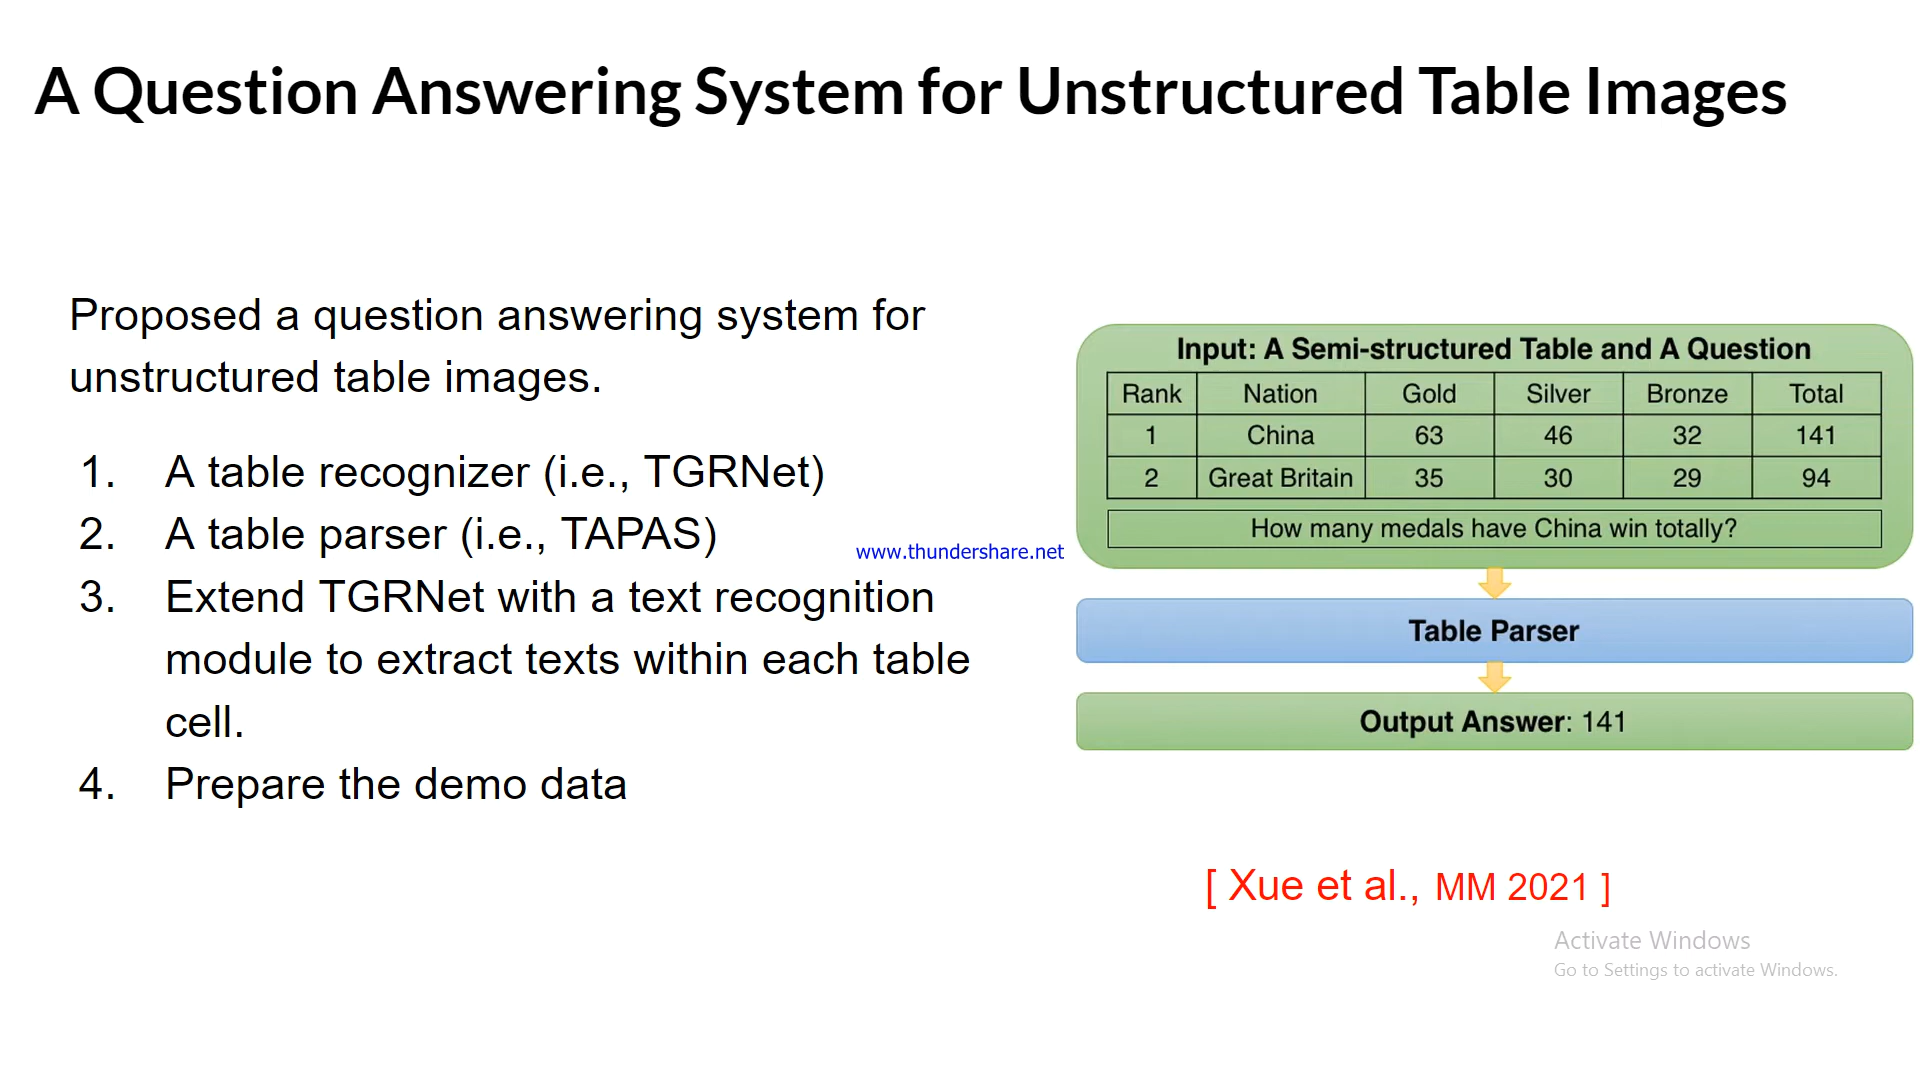 A Question Answering System for Unstructured Table Images
Proposed a question answering system for
unstructured table images.
1. A table recognizer (i.e., TGRNet)
2. A table parser (i.e., TAPAS)
3. Extend TGRNet with a text recognition
module to extract texts within each table
cell.
4. Prepare the demo data
www.thundershare.net
Input: A Semi-structured Table and A Question
Rank Nation Gold Silver Bronze Total
1 China 63 46 32 141
2 Great Britain 35 30 29 94
How many medals have China win totally?
Table Parser
Output Answer: 141
[ Xue et al., MM 2021 ]
Activate Windows
Go to Settings to activate Windows.